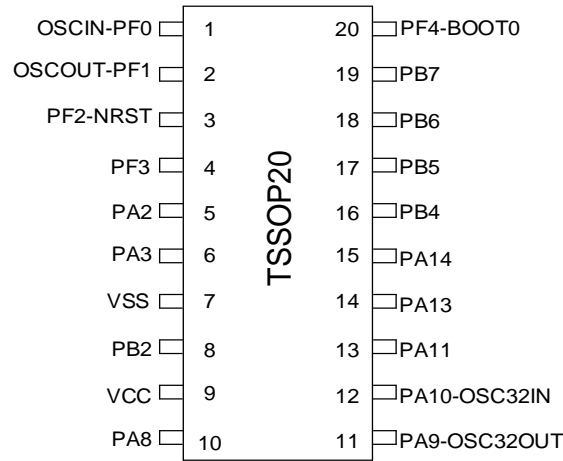 OSCIN-PF0 1 20 PF4-BOOT0
OSCOUT-PF1 2 19 PB7
PF2-NRST 3 18 PB6
PF3 4 17 PB5
PA2 5 16 PB4
PA3 6 15 PA14
VSS 7 14 PA13
PB2 8 13 PA11
VCC 9 12 PA10-OSC32IN
PA8 10 11 PA9-OSC32OUT
TSSOP20